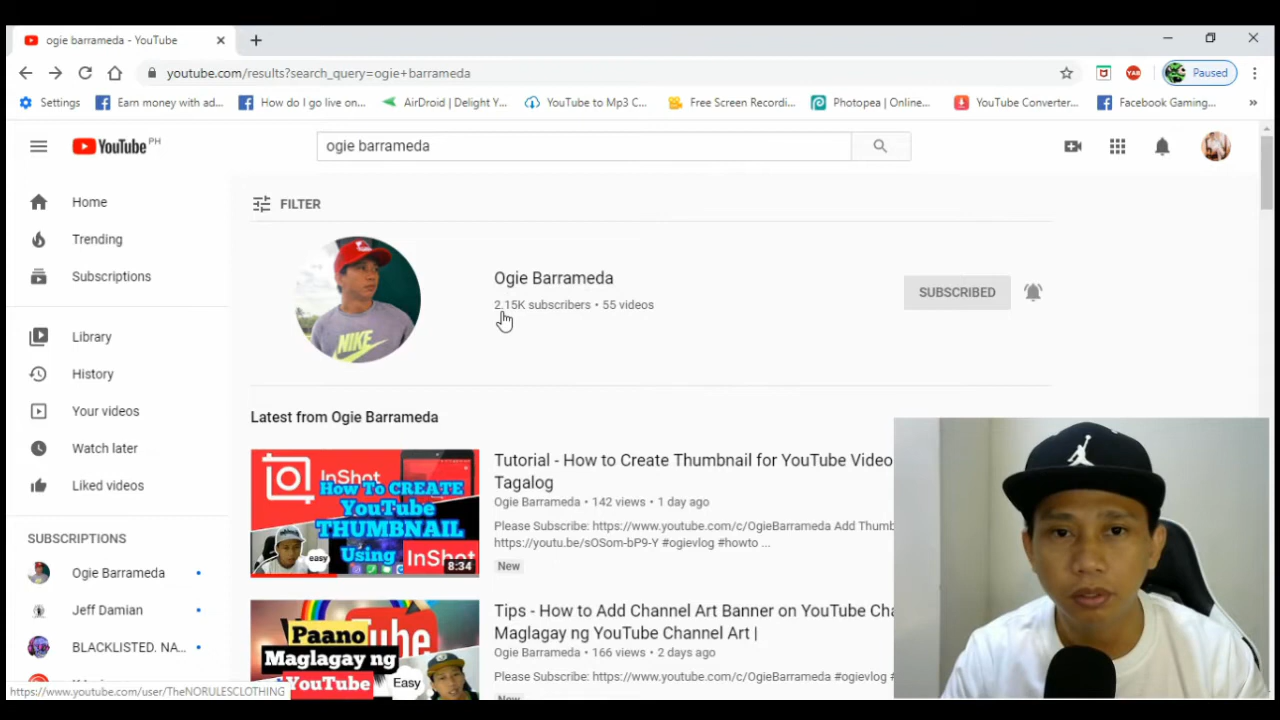 ogie barrameda - YouTube
youtube.com/results?search_query=ogie+barrameda
Paused
Settings
Earn money with ad...
How do I go live on...
AirDroid | Delight Y...
YouTube to Mp3 C...
Free Screen Recordi...
Photopea | Online...
YouTube Converter...
Facebook Gaming...
YouTube PH
ogie barrameda
Home
Trending
Subscriptions
Library
History
Your videos
Watch later
Liked videos
SUBSCRIPTIONS
Ogie Barrameda
Jeff Damian
BLACKLISTED. NA...
FILTER
Ogie Barrameda
2.15K subscribers • 55 videos
SUBSCRIBED
Latest from Ogie Barrameda
InShot
How To CREATE
YouTube
THUMBNAIL
Using InShot
easy
8:34
Tutorial - How to Create Thumbnail for YouTube Video
Tagalog
Ogie Barrameda • 142 views • 1 day ago
Please Subscribe: https://www.youtube.com/c/OgieBarrameda Add Thumb
https://youtu.be/sOSom-bP9-Y #ogievlog #howto ...
New
Paano
Maglagay ng
YouTube
Easy
Tips - How to Add Channel Art Banner on YouTube Cha
Maglagay ng YouTube Channel Art |
Ogie Barrameda • 166 views • 2 days ago
Please Subscribe: https://www.youtube.com/c/OgieBarrameda #ogievlog #
New
https://www.youtube.com/user/TheNORULESCLOTHING